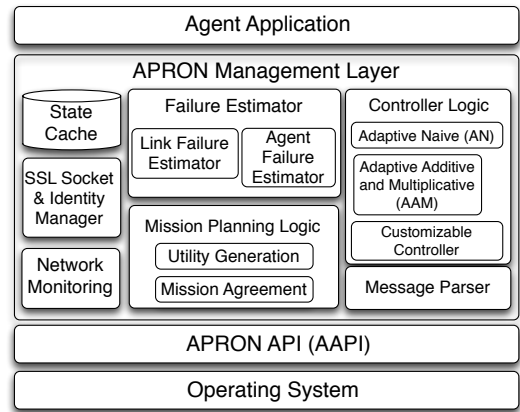 Agent Application
APRON Management Layer
State
Cache
SSL Socket
& Identity
Manager
Network
Monitoring
Failure Estimator
Link Failure
Estimator
Agent
Failure
Estimator
Mission Planning Logic
Utility Generation
Mission Agreement
Controller Logic
Adaptive Naive (AN)
Adaptive Additive
and Multiplicative
(AAM)
Customizable
Controller
Message Parser
APRON API (AAPI)
Operating System